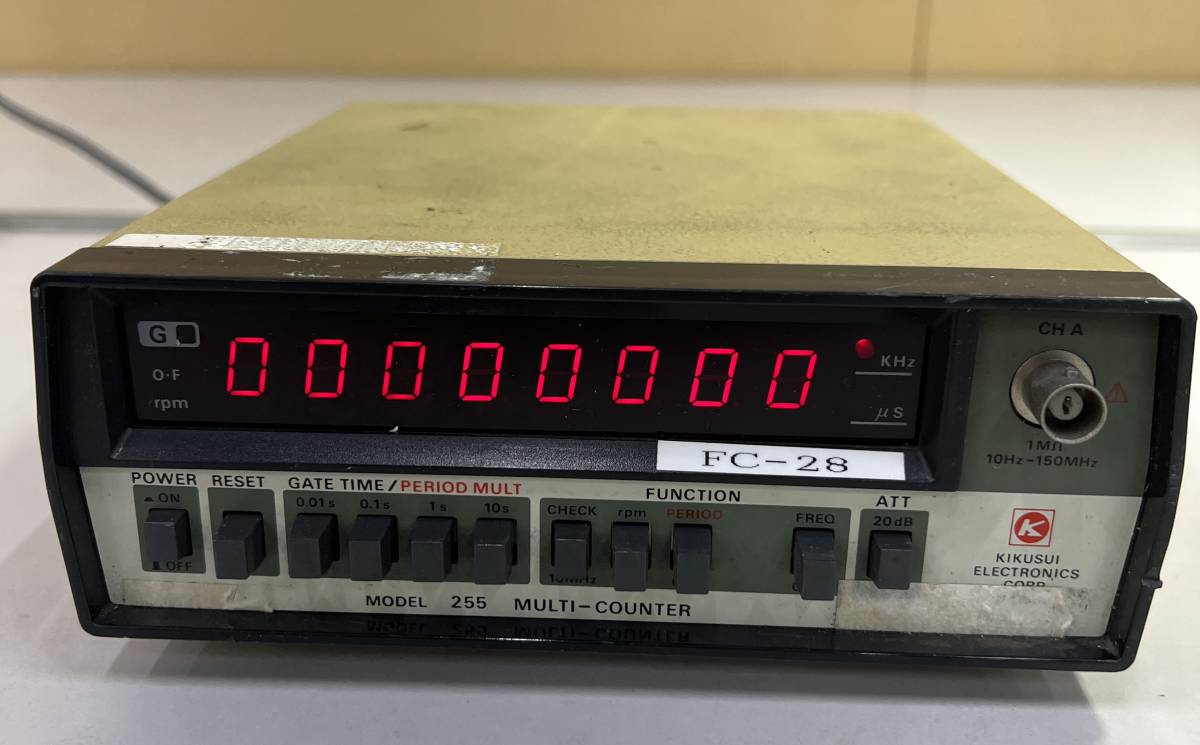 G
O·F
rpm
00000000
KHz
μS
CH A
1MΩ
10Hz-150MHz
FC-28
POWER
ON
OFF
RESET
GATE TIME/PERIOD MULT
0.01s 0.1s 1s 10s
FUNCTION
CHECK rpm PERIOD FREQ
10MHz
ATT
20dB
K
KIKUSUI
ELECTRONICS
CORP
MODEL 255 MULTI-COUNTER